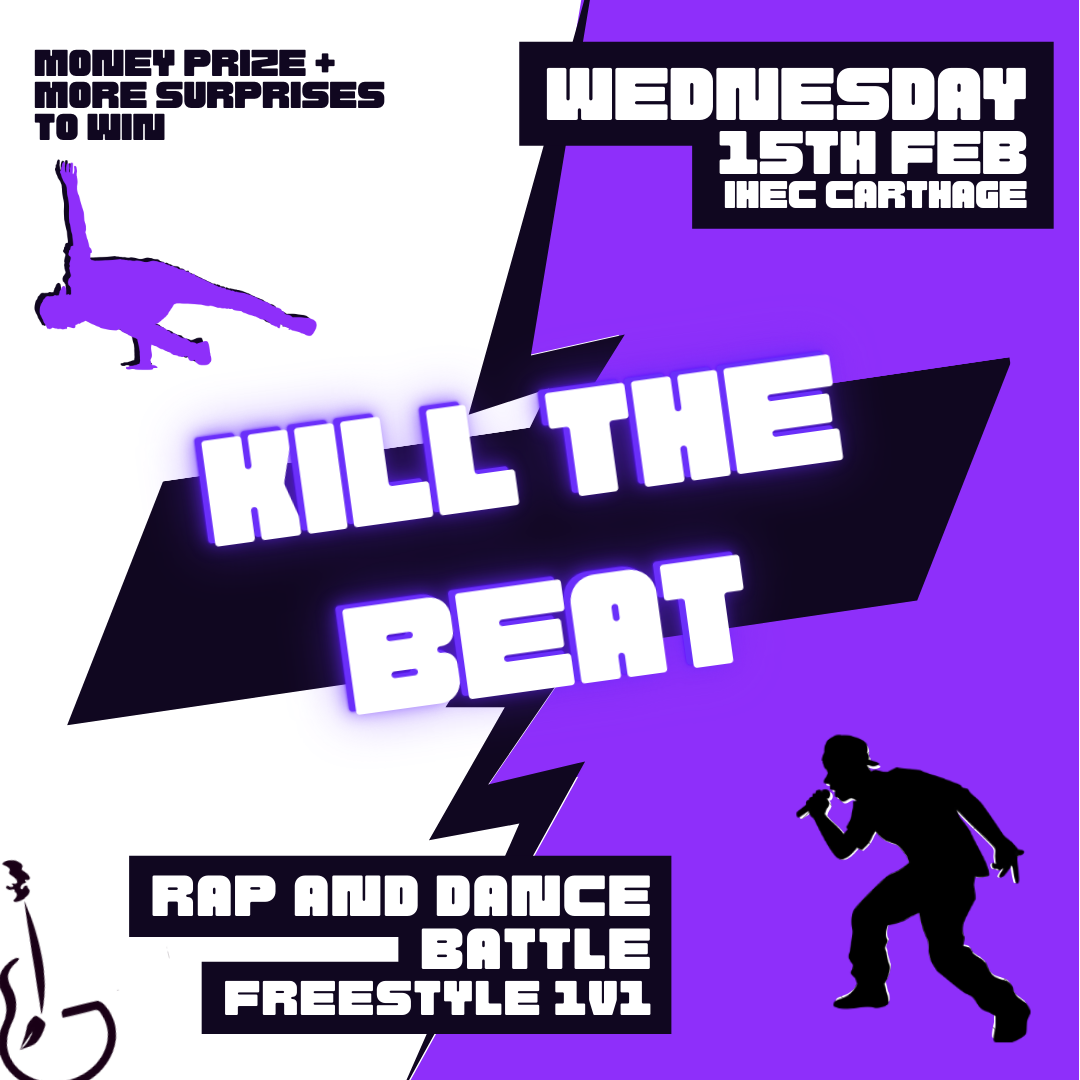 MONEY PRIZE +
MORE SURPRISES
TO WIN
WEDNESDAY
15TH FEB
IHEC CARTHAGE
KILL THE
BEAT
RAP AND DANCE
BATTLE
FREESTYLE 1V1